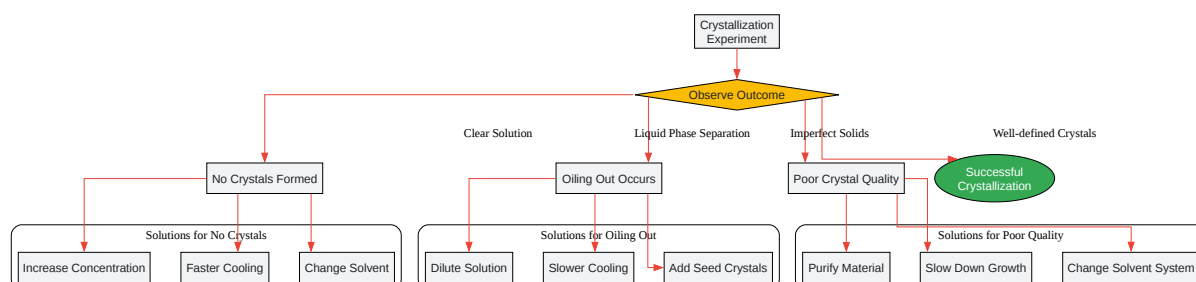 Crystallization
Experiment
Observe Outcome
Clear Solution
Liquid Phase Separation
Imperfect Solids
Well-defined Crystals
No Crystals Formed
Oiling Out Occurs
Poor Crystal Quality
Successful
Crystallization
Solutions for No Crystals
Solutions for Oiling Out
Solutions for Poor Quality
Increase Concentration
Faster Cooling
Change Solvent
Dilute Solution
Slower Cooling
Add Seed Crystals
Purify Material
Slow Down Growth
Change Solvent System